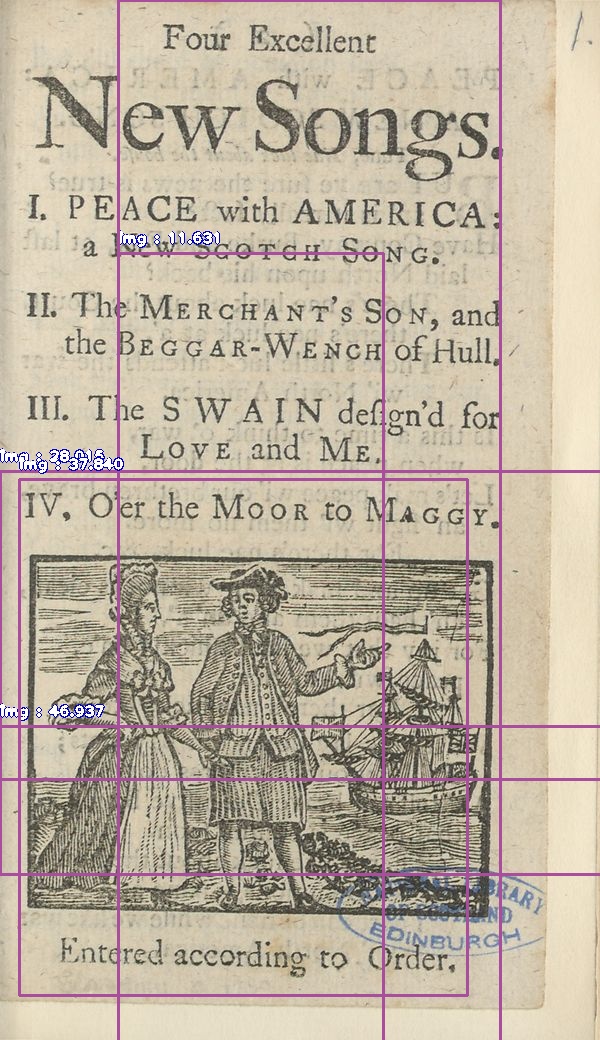 1.
Four Excellent
New Songs.
I. PEACE with AMERICA:
a New SCOTCH SONG.
II. The MERCHANT'S SON, and
the BEGGAR-WENCH of Hull.
III. The SWAIN deſign'd for
LOVE and ME.
IV. O'er the MOOR to MAGGY.
Entered according to Order.
NATIONAL LIBRARY
OF SCOTLAND
EDINBURGH
Img : 11.631
Img : 28.015
Img : 37.840
Img : 46.937